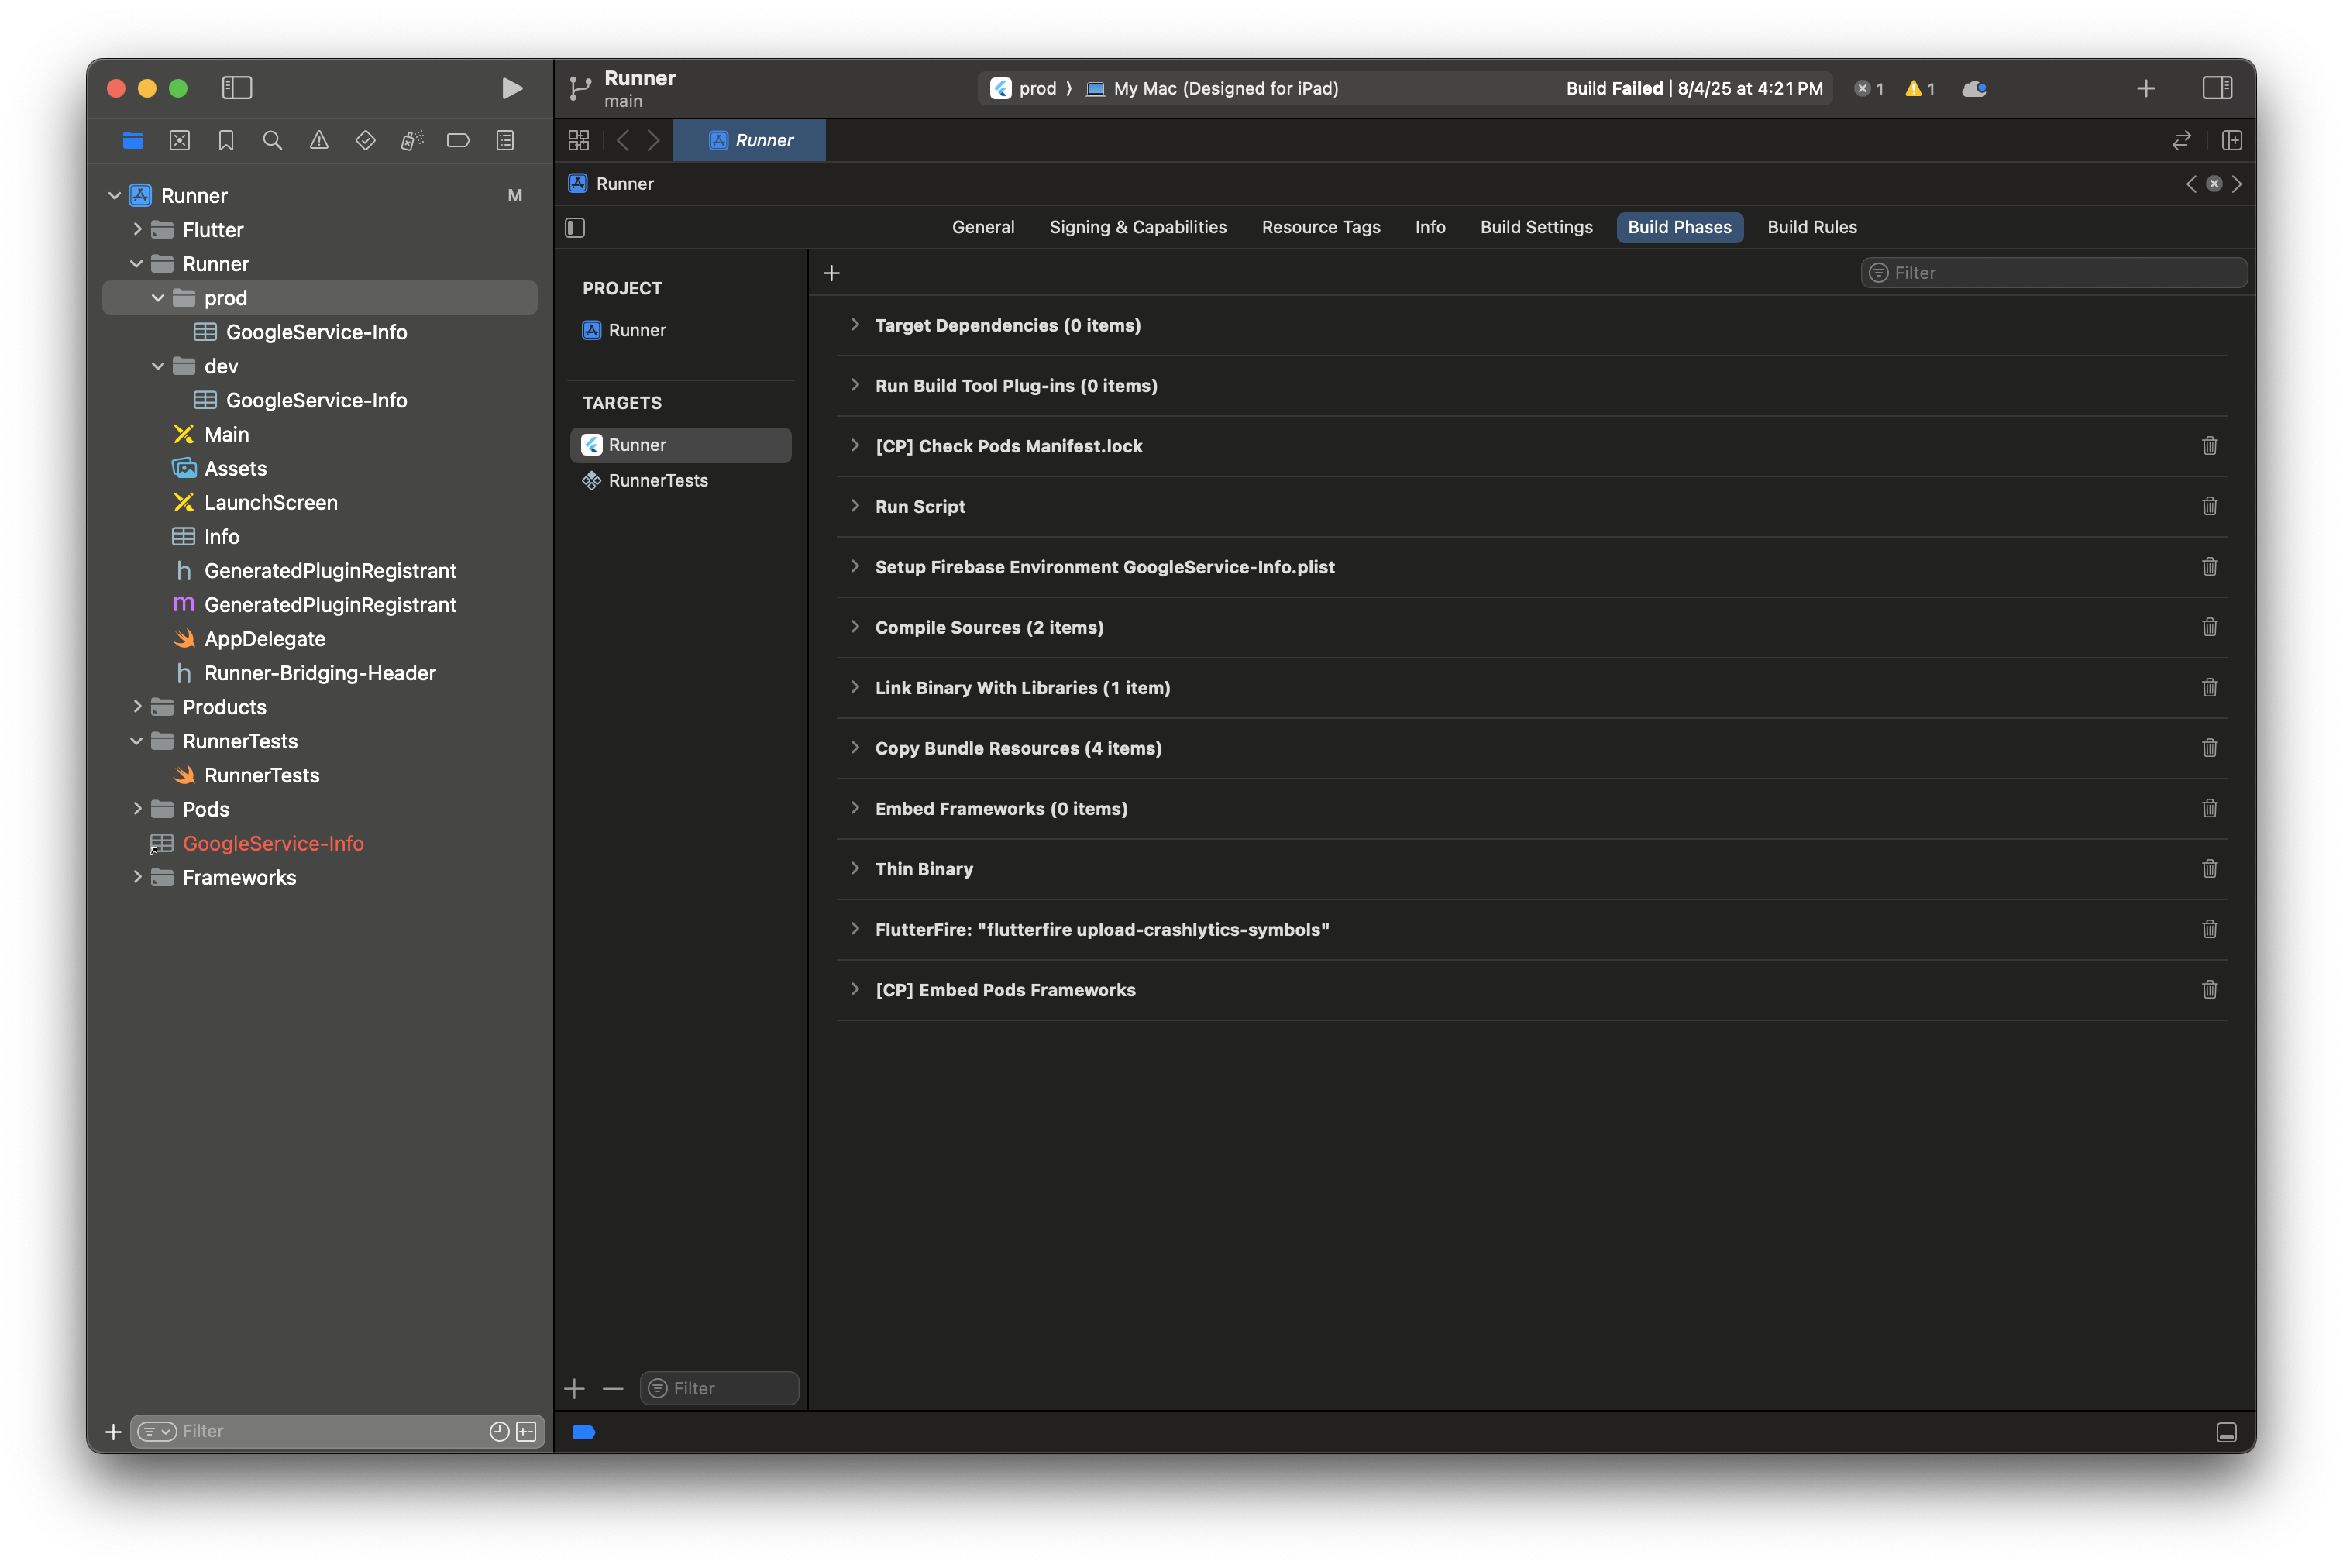 Runner
main
prod
My Mac (Designed for iPad)
Build Failed | 8/4/25 at 4:21 PM
1
1
Runner
Runner
General
Signing & Capabilities
Resource Tags
Info
Build Settings
Build Phases
Build Rules
Runner
M
Flutter
Runner
prod
GoogleService-Info
dev
GoogleService-Info
Main
Assets
LaunchScreen
Info
h GeneratedPluginRegistrant
m GeneratedPluginRegistrant
AppDelegate
h Runner-Bridging-Header
Products
RunnerTests
RunnerTests
Pods
GoogleService-Info
Frameworks
Filter
PROJECT
Runner
TARGETS
Runner
RunnerTests
Filter
Filter
Target Dependencies (0 items)
Run Build Tool Plug-ins (0 items)
[CP] Check Pods Manifest.lock
Run Script
Setup Firebase Environment GoogleService-Info.plist
Compile Sources (2 items)
Link Binary With Libraries (1 item)
Copy Bundle Resources (4 items)
Embed Frameworks (0 items)
Thin Binary
FlutterFire: "flutterfire upload-crashlytics-symbols"
[CP] Embed Pods Frameworks